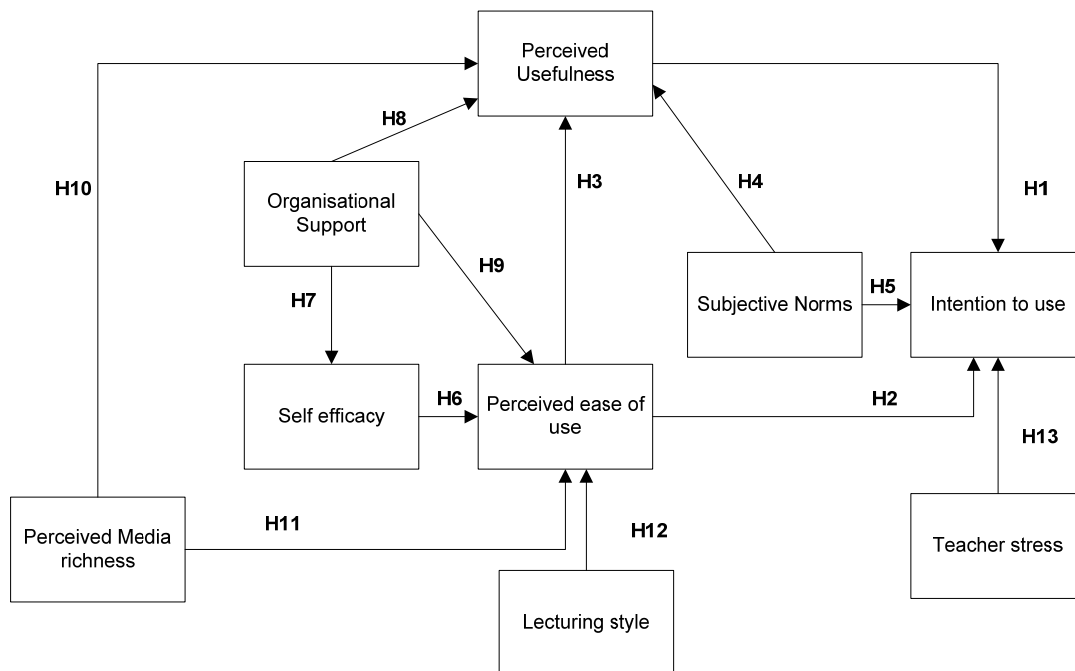 Perceived
Usefulness
H8
H10
H3
H4
H1
Organisational
Support
H9
H7
H5
Subjective Norms
Intention to use
Self efficacy
H6
Perceived ease of
use
H2
H13
Perceived Media
richness
H11
H12
Teacher stress
Lecturing style